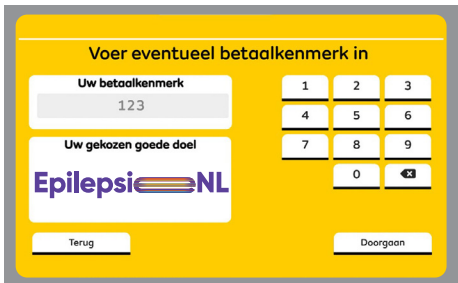 Voer eventueel betaalkenmerk in
Uw betaalkenmerk
123
Uw gekozen goede doel
EpilepsieNL
1 2 3
4 5 6
7 8 9
0
Terug
Doorgaan